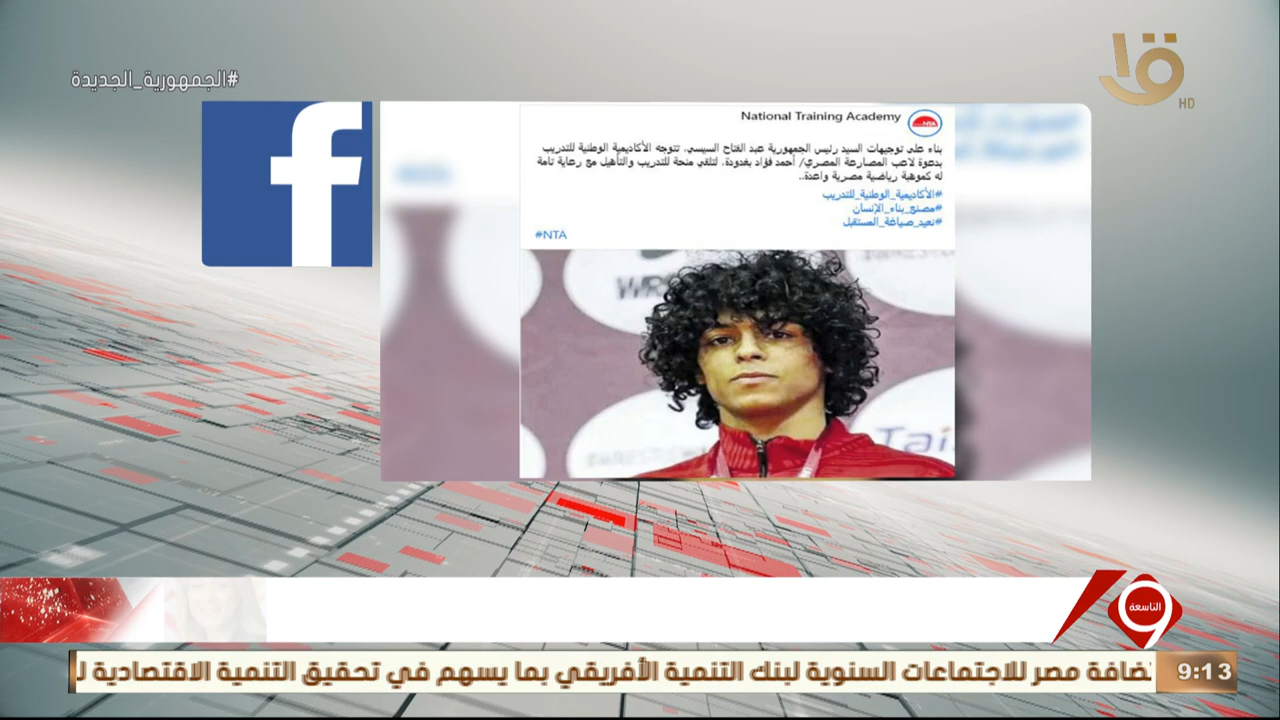 #الجمهورية_الجديدة
HD
National Training Academy
NTA
بناء على توجيهات السيد رئيس الجمهورية عبد الفتاح السيسي، تتوجه الأكاديمية الوطنية للتدريب
بدعوة لاعب المصارعة المصري/ أحمد فؤاد بغدودة، لتلقي منحة للتدريب والتأهيل مع رعاية تامة
له كموهبة رياضية مصرية واعدة..
#الأكاديمية_الوطنية_للتدريب
#مصنع_بناء_الإنسان
#نعيد_صياغة_المستقبل
#NTA
التاسعة
9
ضافة مصر للاجتماعات السنوية لبنك التنمية الأفريقي بما يسهم في تحقيق التنمية الاقتصادية ل
9:13